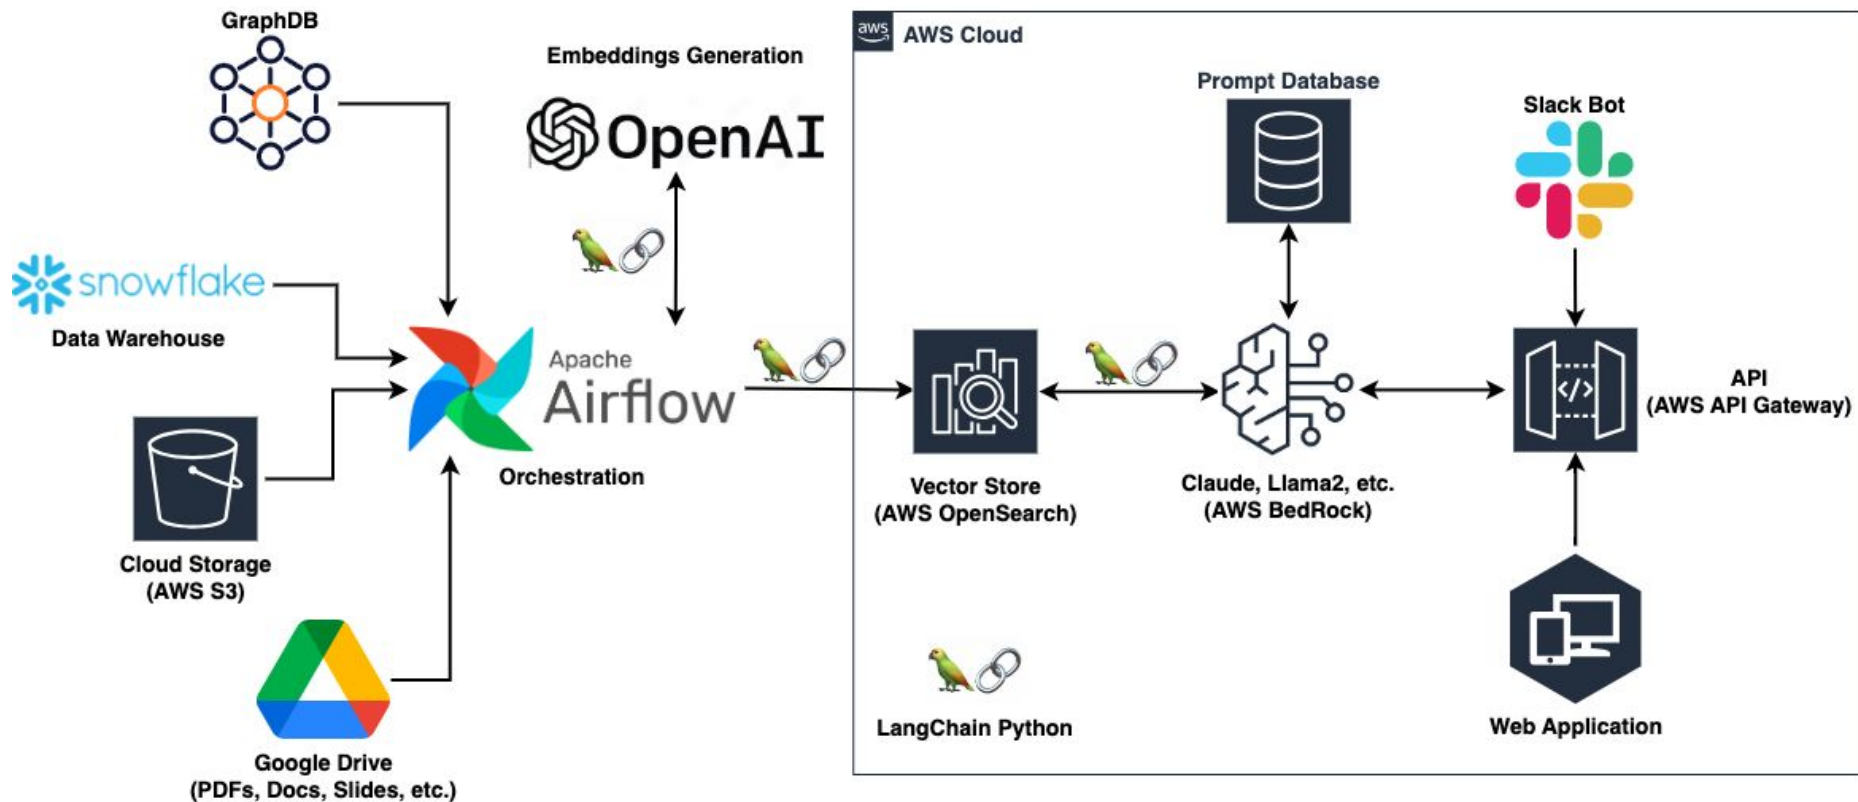 GraphDB
Embeddings Generation
OpenAI
snowflake
Data Warehouse
Apache
Airflow
Orchestration
Cloud Storage
(AWS S3)
Google Drive
(PDFs, Docs, Slides, etc.)
aws
AWS Cloud
Prompt Database
Slack Bot
Vector Store
(AWS OpenSearch)
Claude, Llama2, etc.
(AWS BedRock)
</>
API
(AWS API Gateway)
LangChain Python
Web Application